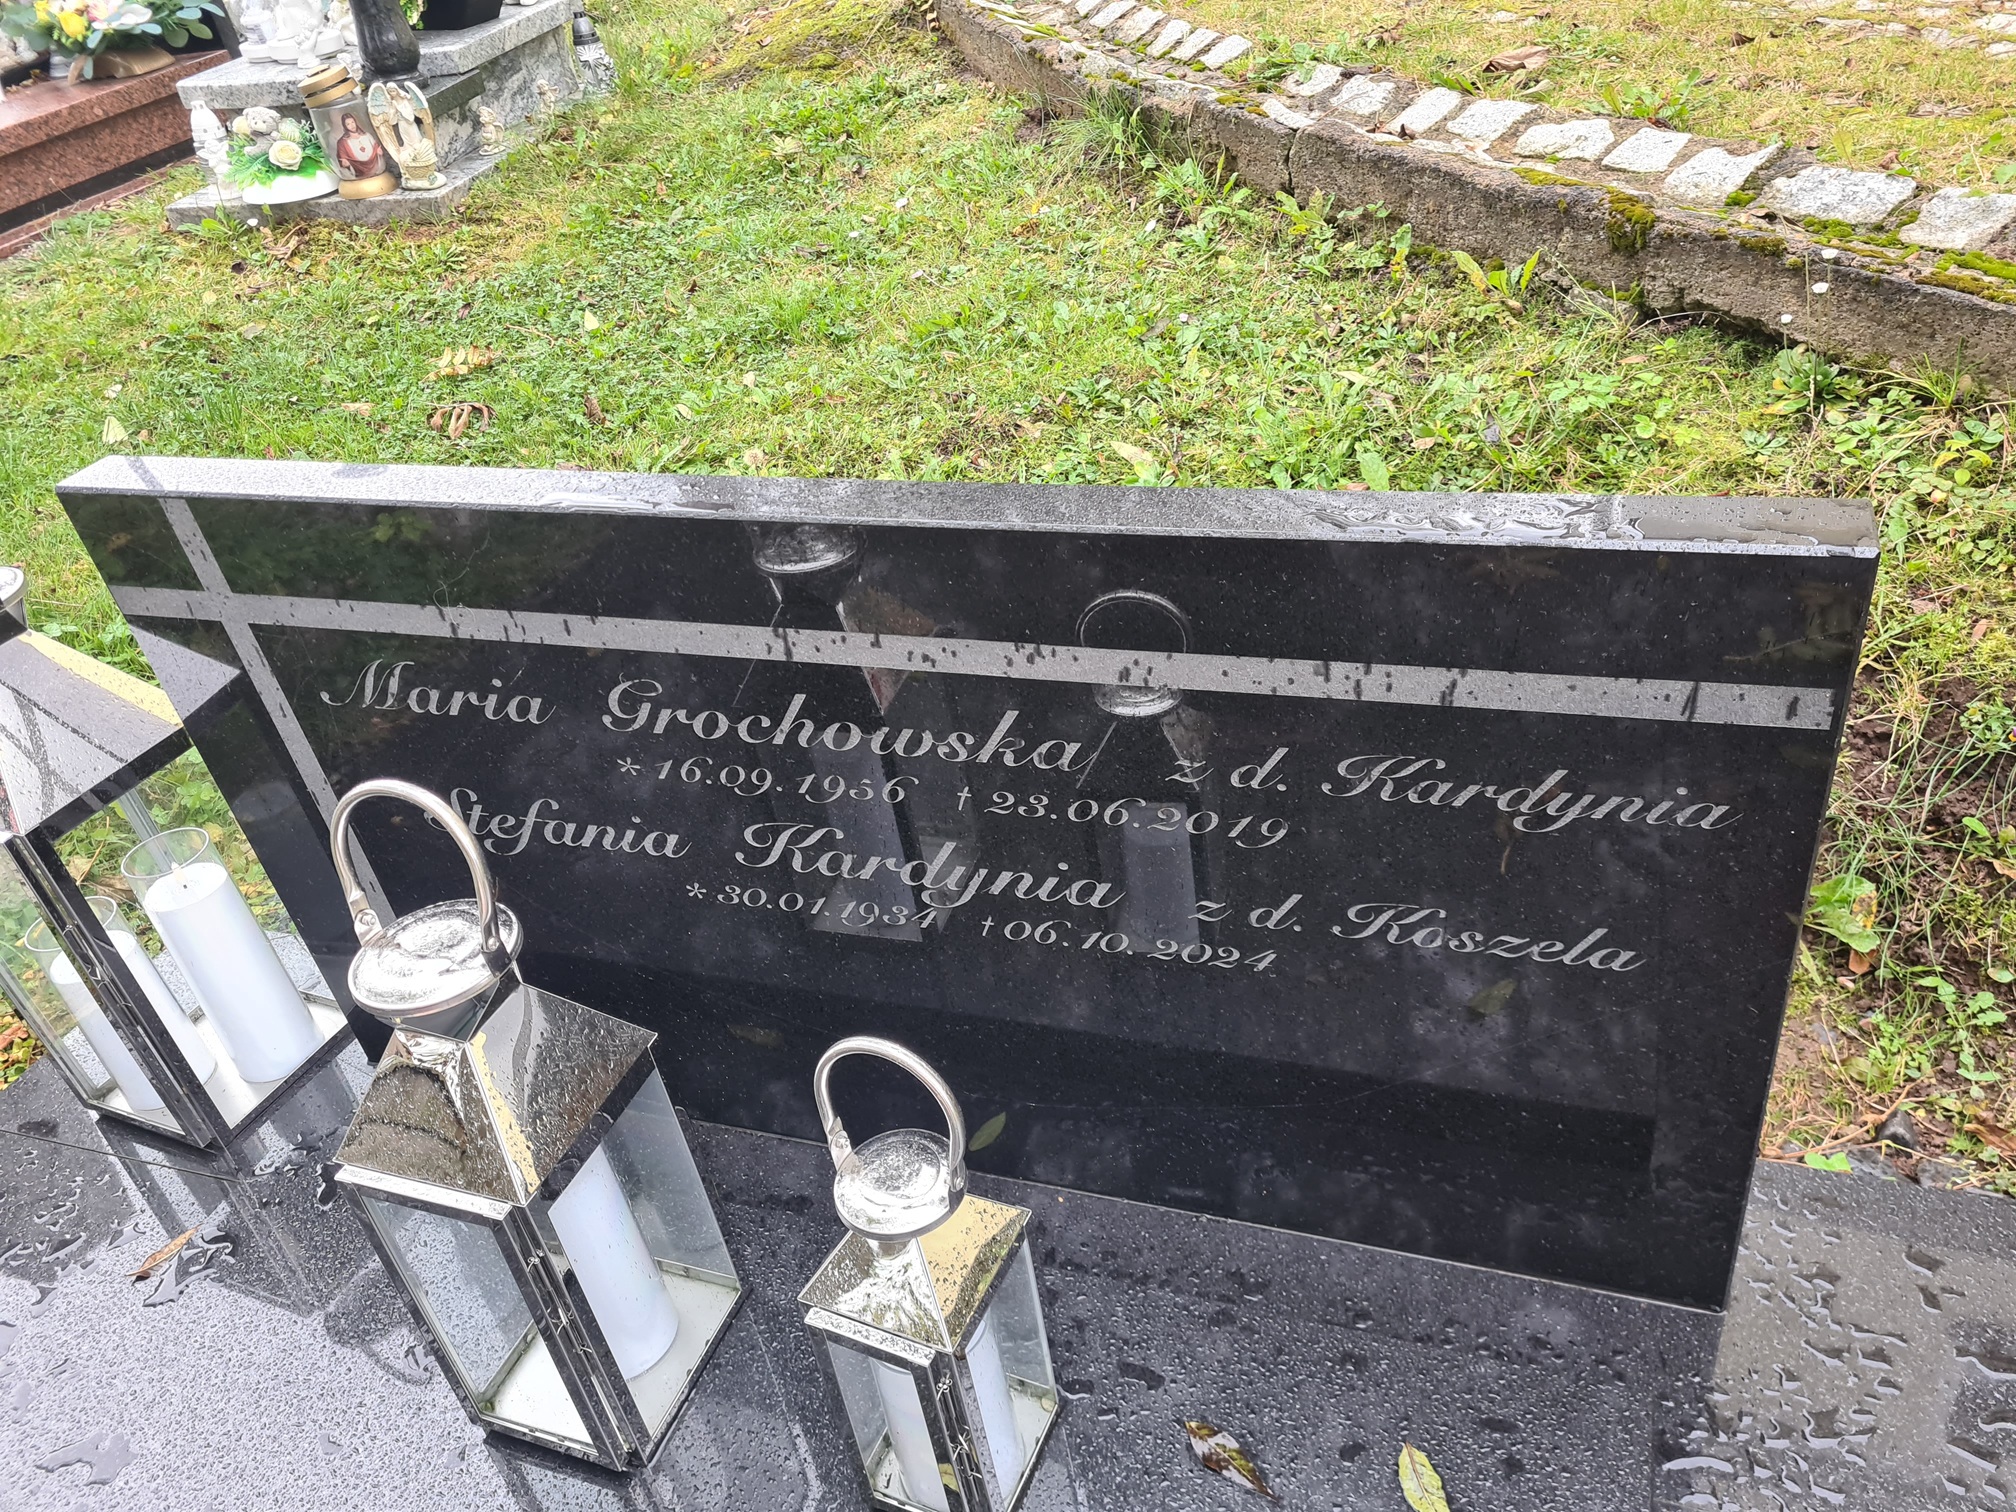 Maria Grochowska z d. Kardynia
* 16.09.1956 † 23.06.2019
Stefania Kardynia z d. Koszela
* 30.01.1934 † 06.10.2024